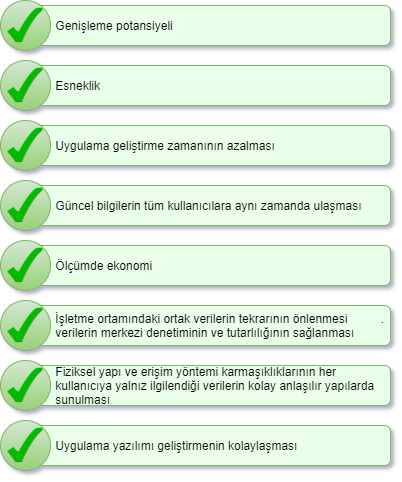 Genişleme potansiyeli
Esneklik
Uygulama geliştirme zamanının azalması
Güncel bilgilerin tüm kullanıcılara aynı zamanda ulaşması
Ölçümde ekonomi
İşletme ortamındaki ortak verilerin tekrarının önlenmesi .
verilerin merkezi denetiminin ve tutarlılığının sağlanması
Fiziksel yapı ve erişim yöntemi karmaşıklıklarının her
kullanıcıya yalnız ilgilendiği verilerin kolay anlaşılır yapılarda
sunulması
Uygulama yazılımı geliştirmenin kolaylaşması